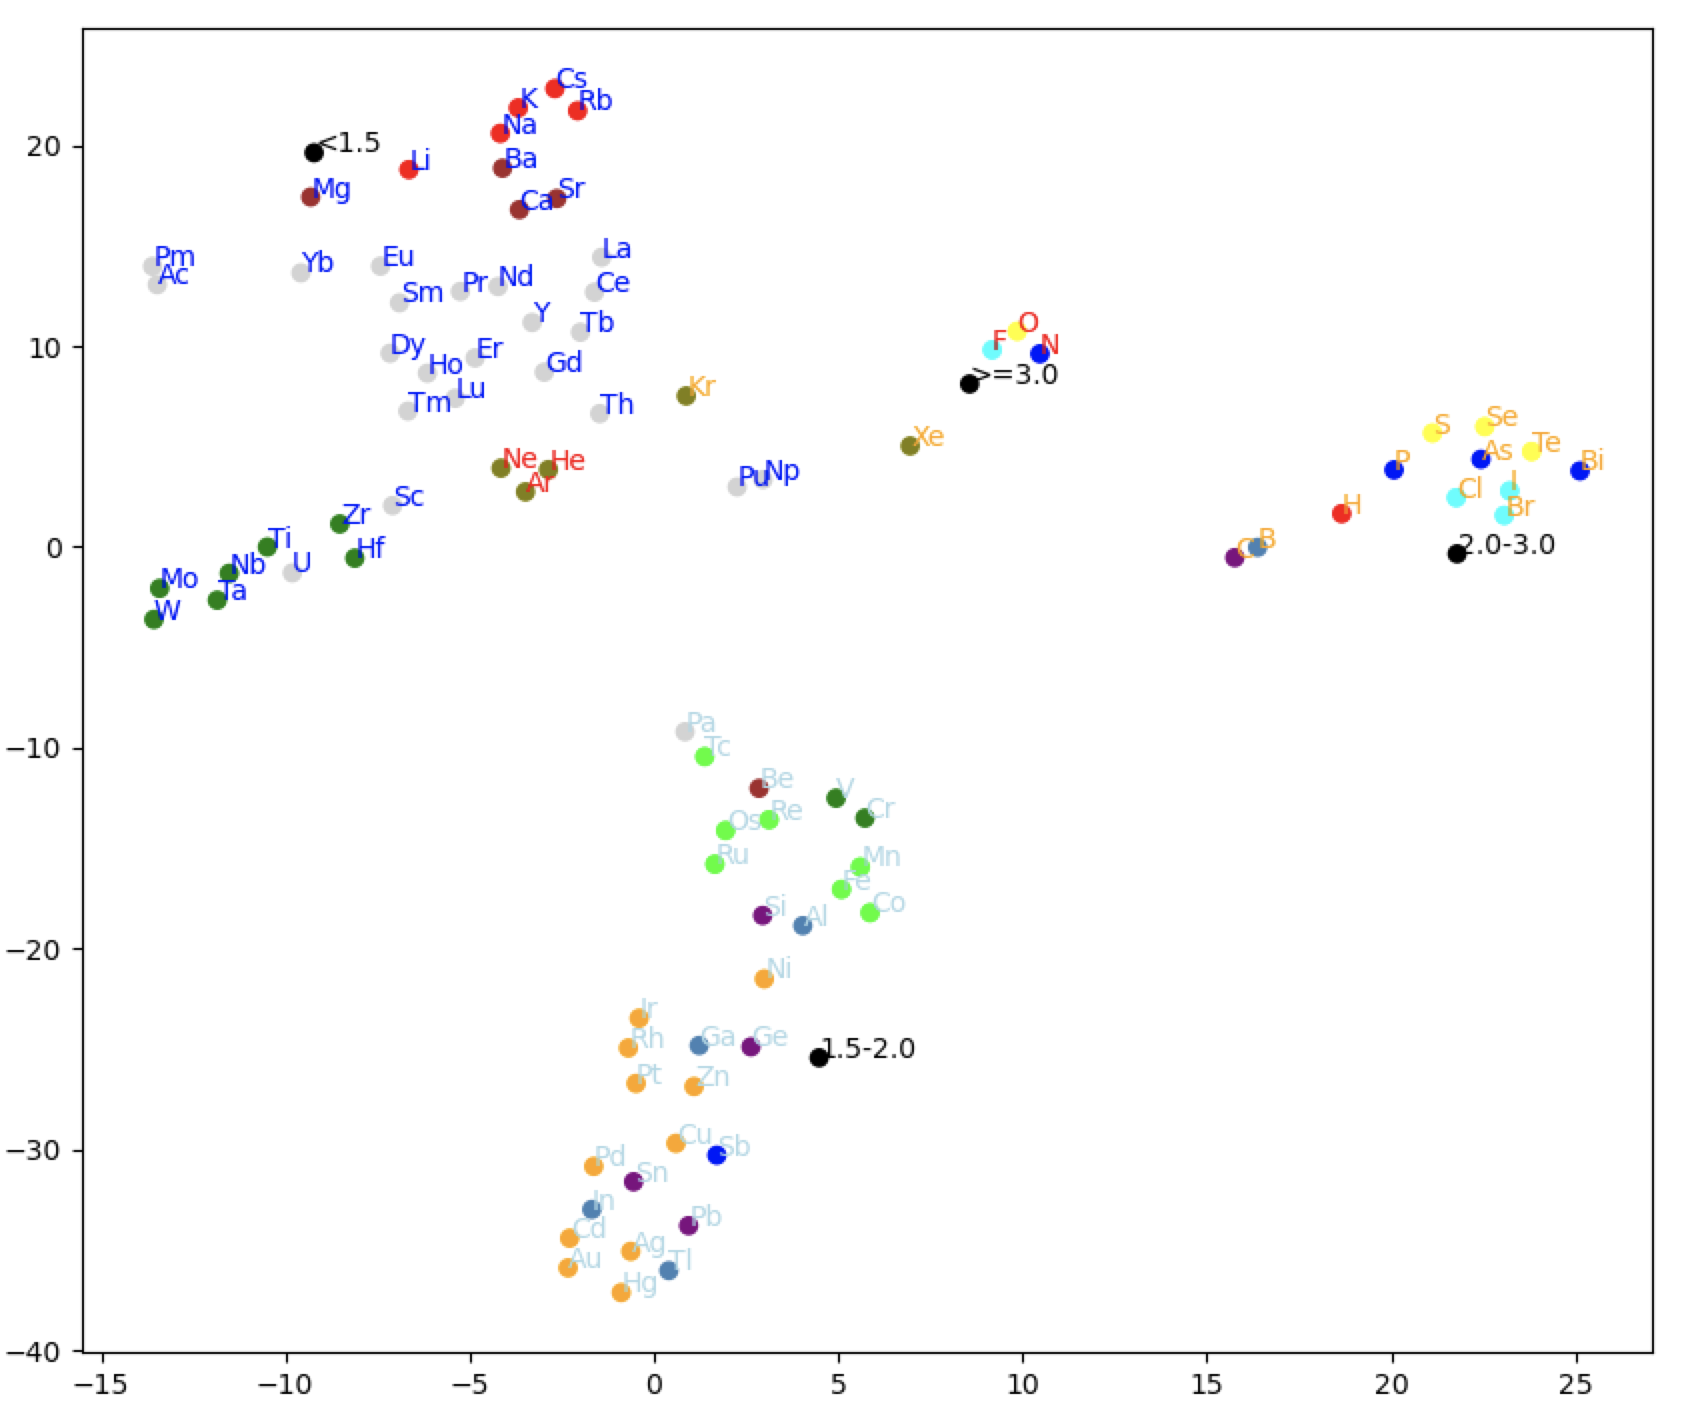 Cs
K
Rb
Na
20
<1.5
Ba
Li
Mg
Sr
Ca
La
Pm
Eu
Yb
Ac
Nd
Pr
Ce
Sm
Y
Tb
O
10
Dy
F
N
Er
Gd
Ho
>=3.0
Lu
Kr
Tm
Th
Se
S
Xe
Te
As
Ne
He
P
Bi
Ar
Pu
Np
I
Cl
Sc
H
Br
Zr
Ti
B
0
Hf
C
2.0-3.0
Nb
U
Mo
Ta
W
Pa
−10
Tc
Be
V
Re
Cr
Os
Ru
Mn
Fe
Si
Co
Al
−20
Ni
Ir
Rh
Ga
Ge
1.5-2.0
Pt
Zn
Cu
−30
Sb
Pd
Sn
In
Pb
Cd
Ag
Au
Tl
Hg
−40
−15 −10 −5 0 5 10 15 20 25